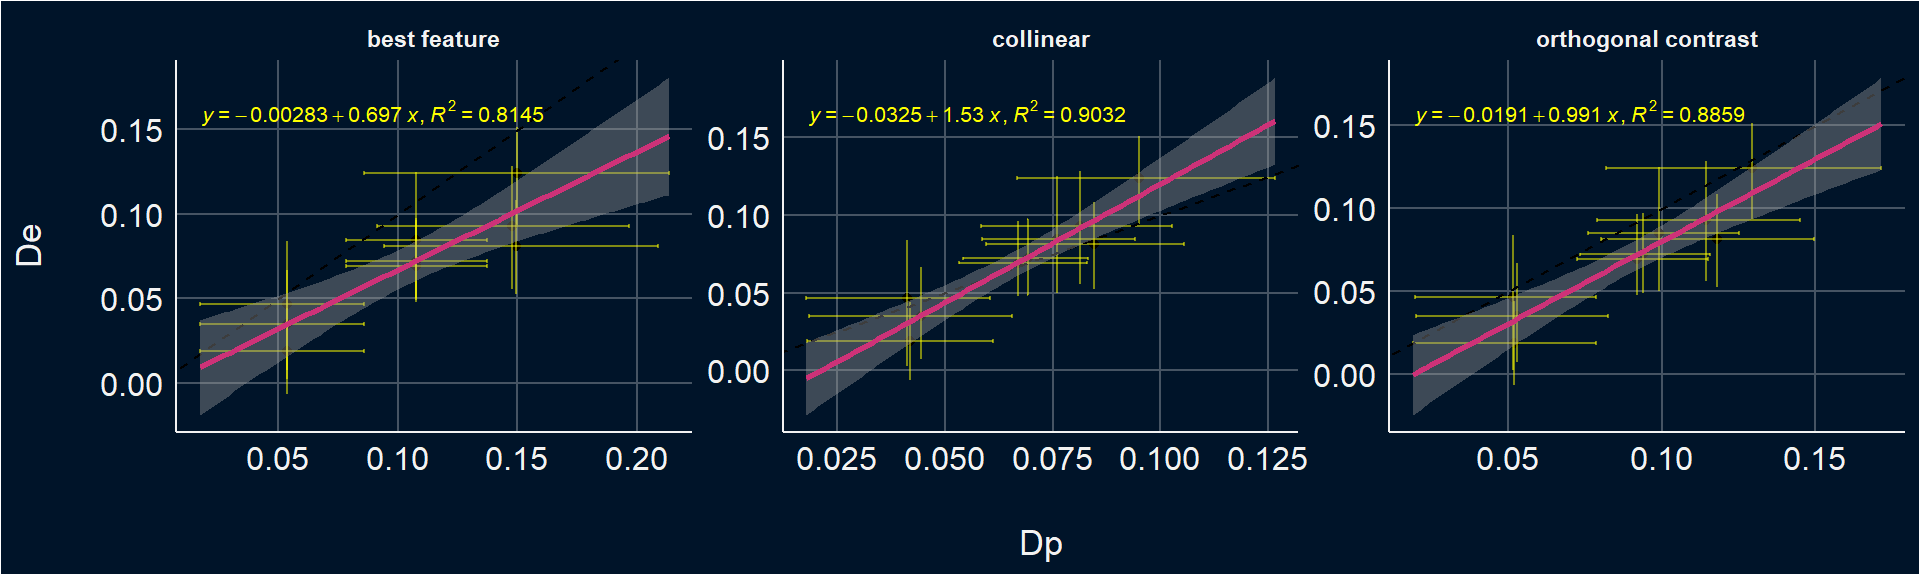 best feature
collinear
orthogonal contrast
y = −0.00283 + 0.697 x, R² = 0.8145
y = −0.0325 + 1.53 x, R² = 0.9032
y = −0.0191 + 0.991 x, R² = 0.8859
De
0.15
0.10
0.05
0.00
0.15
0.10
0.05
0.00
0.15
0.10
0.05
0.00
0.05 0.10 0.15 0.20
0.025 0.050 0.075 0.100 0.125
0.05 0.10 0.15
Dp